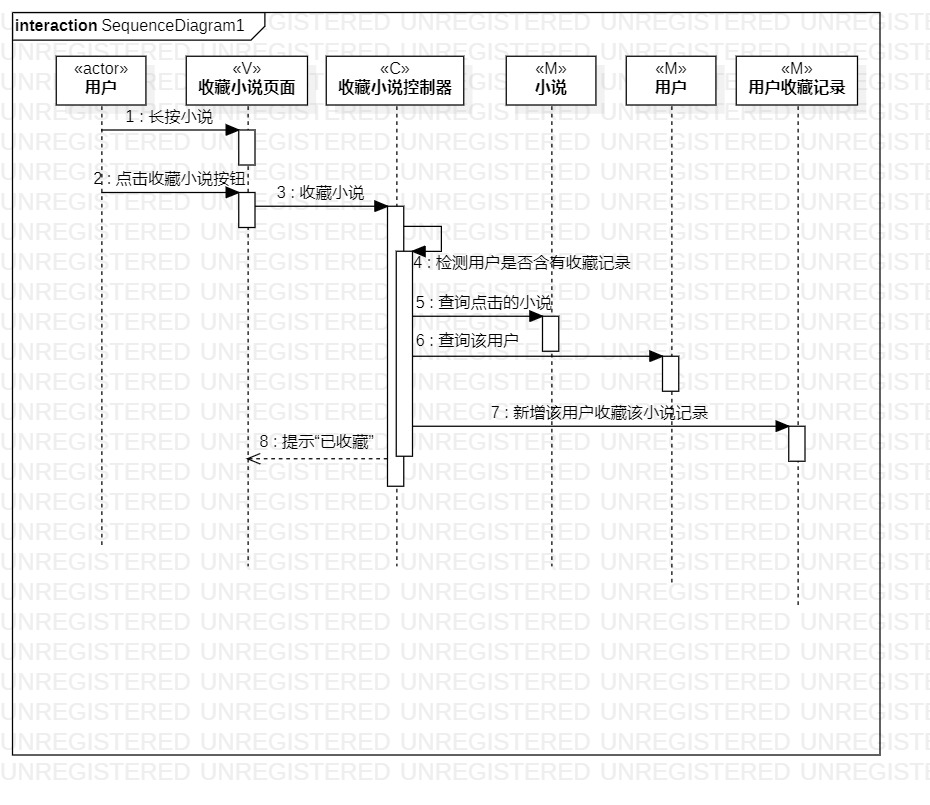 interaction SequenceDiagram1
«actor»
用户
«V»
收藏小说页面
«C»
收藏小说控制器
«M»
小说
«M»
用户
«M»
用户收藏记录
1 : 长按小说
2 : 点击收藏小说按钮
3 : 收藏小说
4 : 检测用户是否含有收藏记录
5 : 查询点击的小说
6 : 查询该用户
7 : 新增该用户收藏该小说记录
8 : 提示“已收藏”
UNREGISTERED